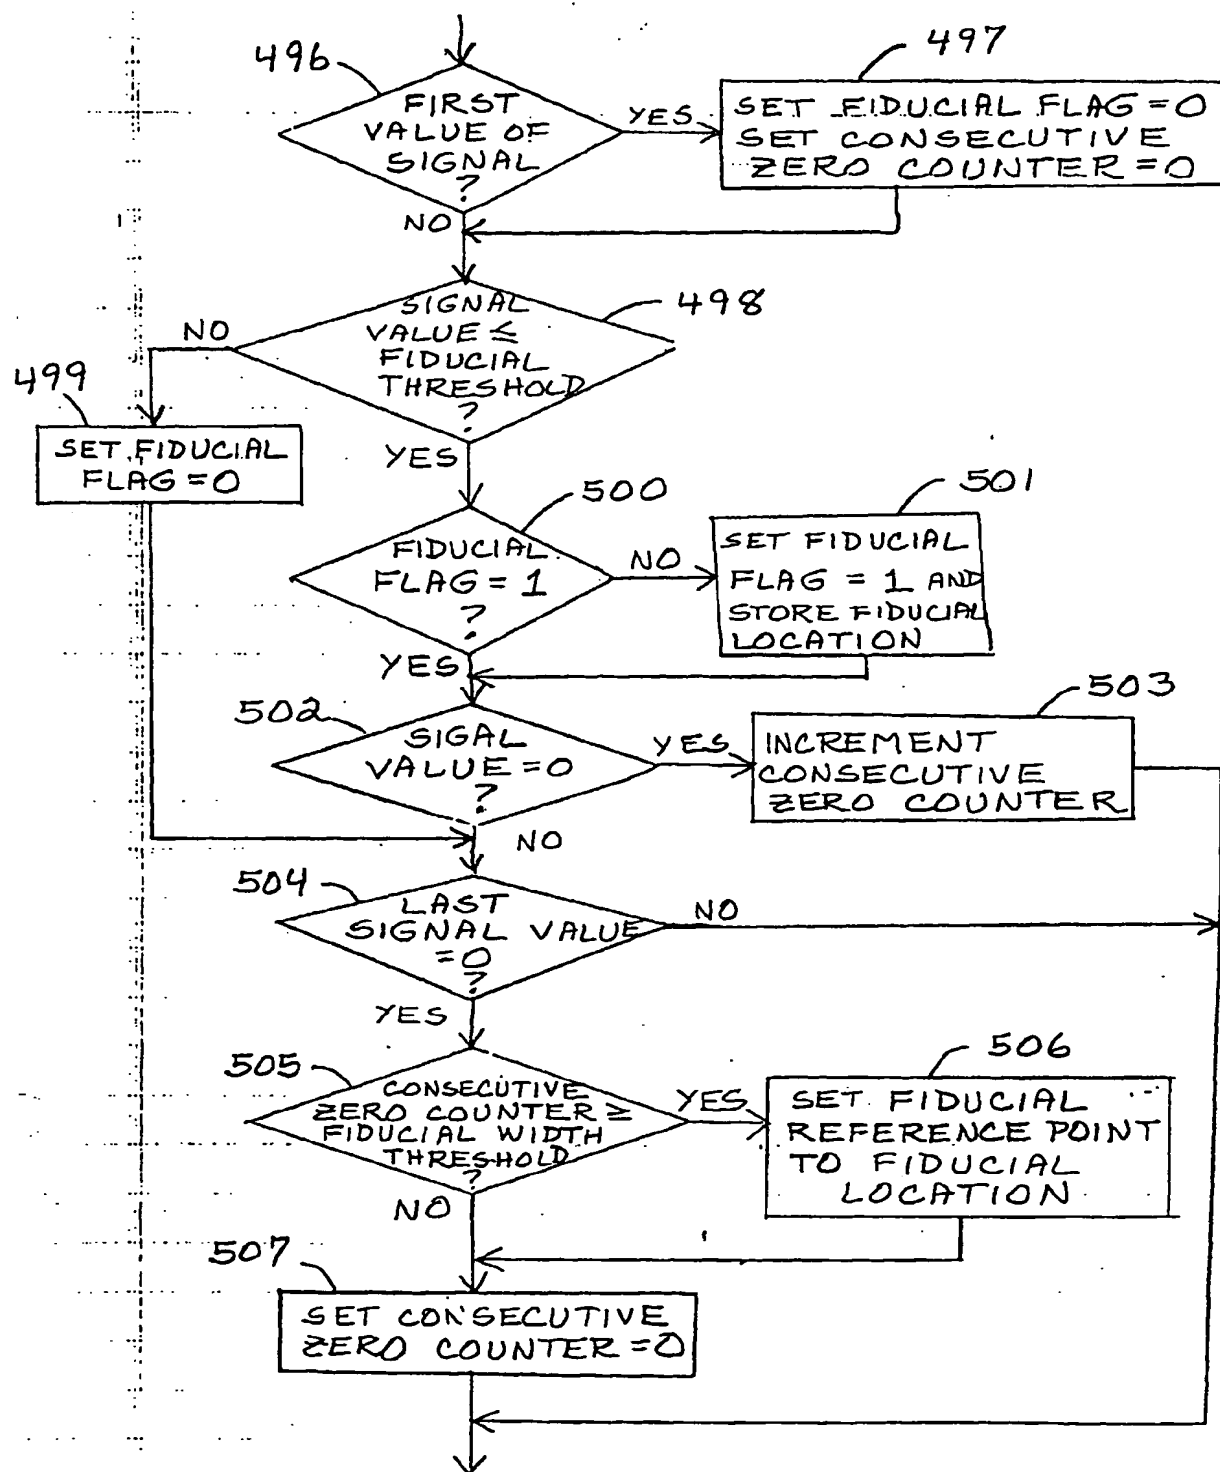 496
497
FIRST
VALUE OF
SIGNAL
?
YES
SET FIDUCIAL FLAG = 0
SET CONSECUTIVE
ZERO COUNTER = 0
NO
498
SIGNAL
VALUE ≤
FIDUCIAL
THRESHOLD
?
NO
499
SET FIDUCIAL
FLAG = 0
YES
500
501
FIDUCIAL
FLAG = 1
?
NO
SET FIDUCIAL
FLAG = 1 AND
STORE FIDUCIAL
LOCATION
YES
502
503
SIGAL
VALUE = 0
?
YES
INCREMENT
CONSECUTIVE
ZERO COUNTER
NO
504
LAST
SIGNAL VALUE
= 0
?
NO
YES
505
506
CONSECUTIVE
ZERO COUNTER ≥
FIDUCIAL WIDTH
THRESHOLD
?
YES
SET FIDUCIAL
REFERENCE POINT
TO FIDUCIAL
LOCATION
NO
507
SET CONSECUTIVE
ZERO COUNTER = 0